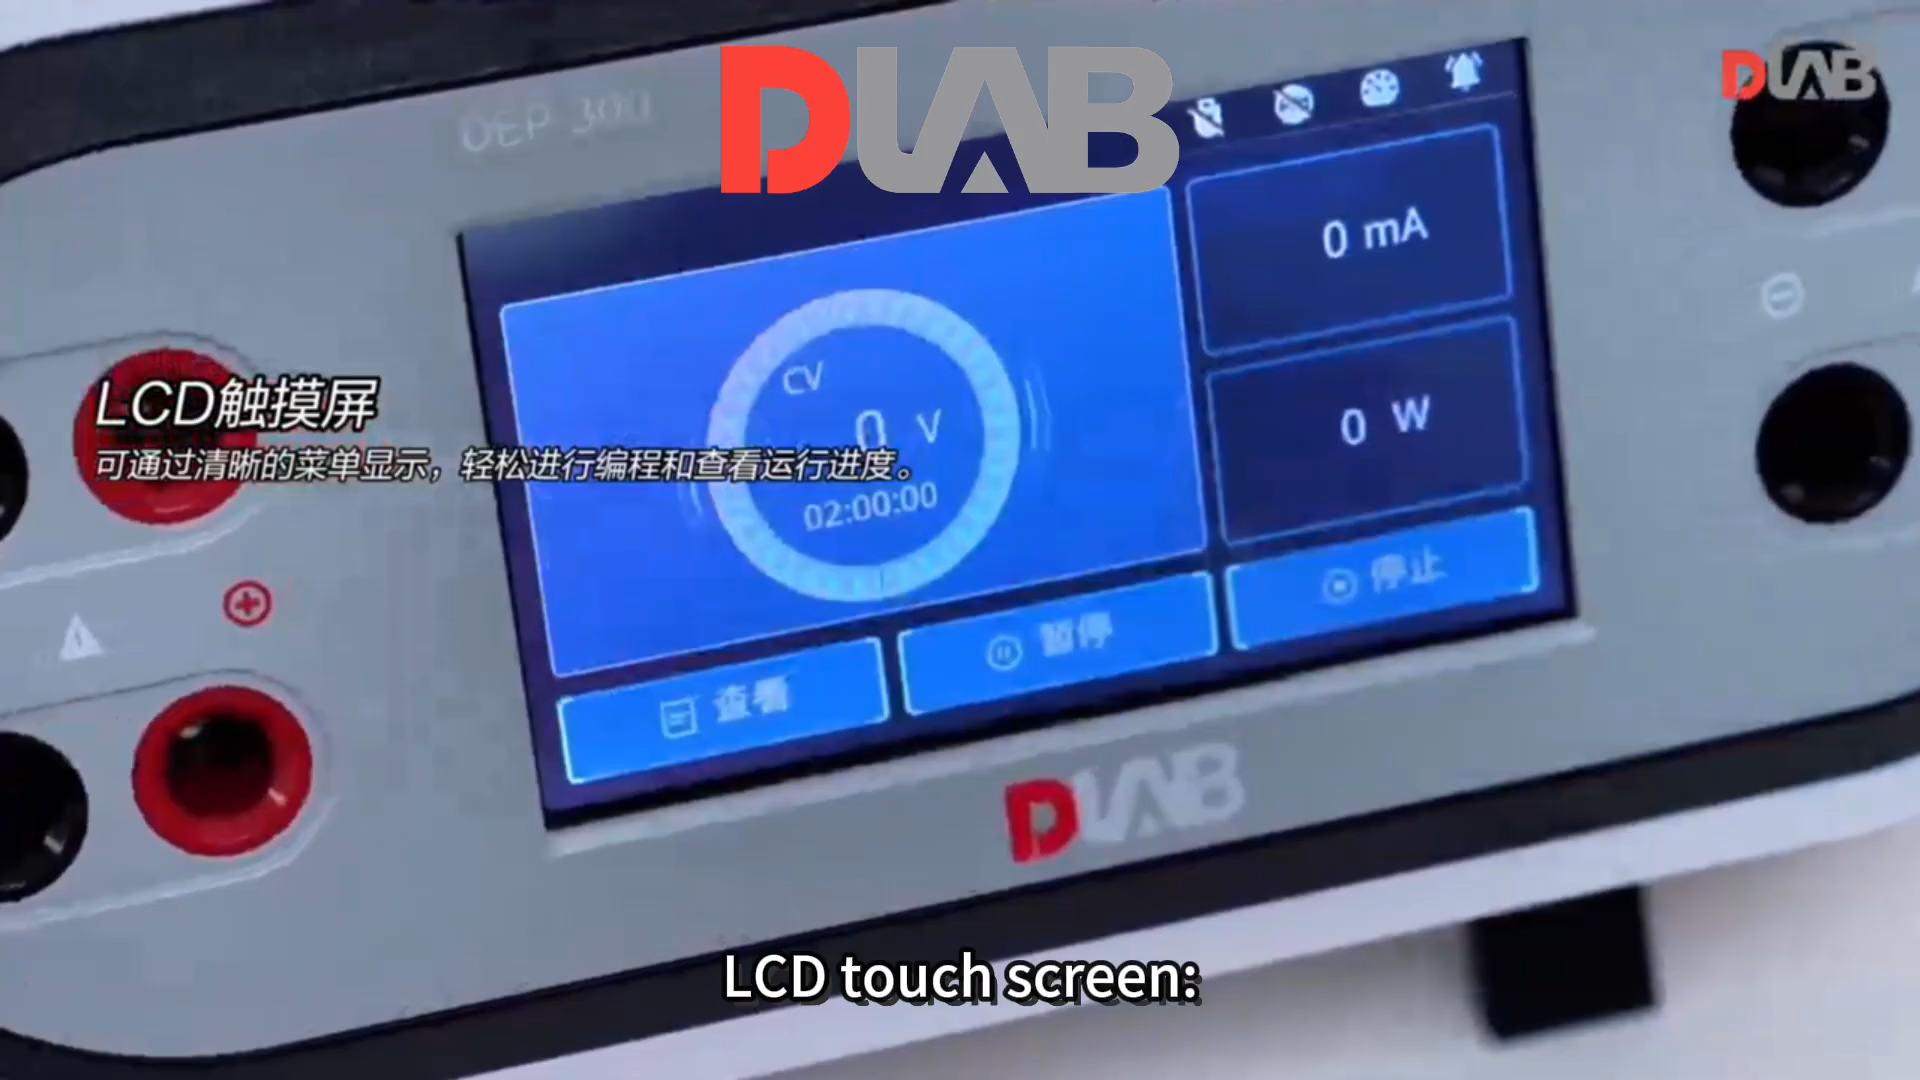 DLAB
DLAB
DEP 300
0 mA
CV
0 V
02:00:00
0 W
LCD触摸屏
可通过清晰的菜单显示，轻松进行编程和查看运行进度。
查看
暂停
停止
DLAB
LCD touch screen: